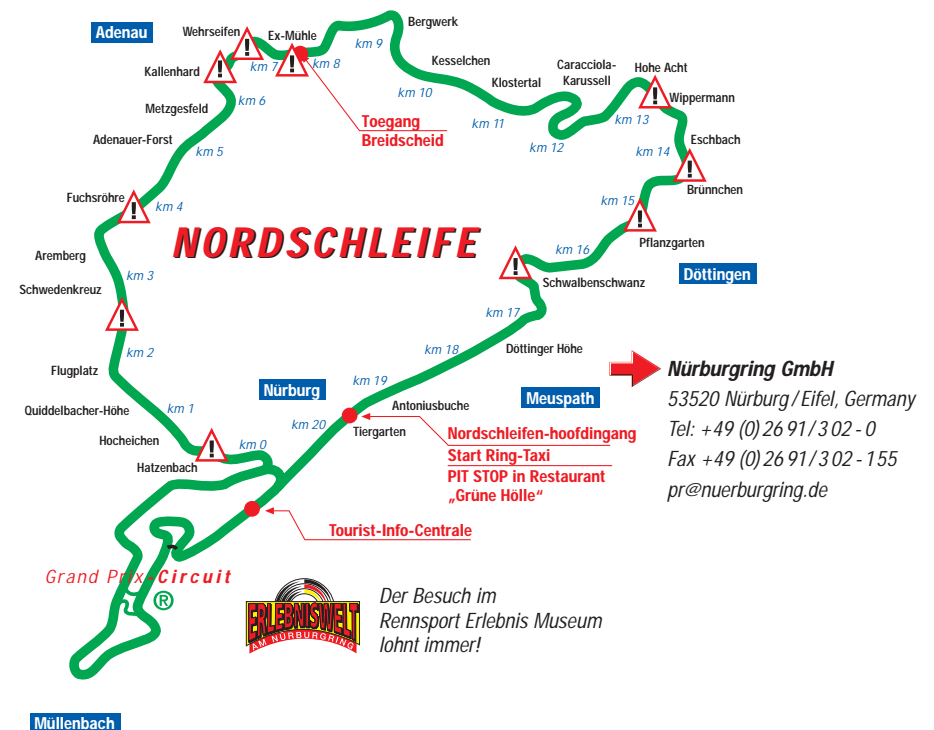 Adenau
Wehrseifen
Ex-Mühle
Bergwerk
km 9
Kallenhard
km 7
km 8
Kesselchen
km 10
Klostertal
Caracciola-
Karussell
Hohe Acht
Wippermann
km 6
Metzgesfeld
Toegang
Breidscheid
km 11
km 12
km 13
Eschbach
km 14
Adenauer-Forst
km 5
Brünnchen
Fuchsröhre
km 4
km 15
NORDSCHLEIFE
Pflanzgarten
km 16
Aremberg
km 3
Döttingen
Schwedenkreuz
Schwalbenschwanz
km 17
km 2
km 18
Döttinger Höhe
Flugplatz
km 19
Nürburg
Meuspath
Nürburgring GmbH
53520 Nürburg / Eifel, Germany
Tel: +49 (0) 26 91 / 3 02 - 0
Fax +49 (0) 26 91 / 3 02 - 155
pr@nuerburgring.de
Quiddelbacher-Höhe
km 1
Antoniusbuche
km 20
Tiergarten
Hocheichen
km 0
Hatzenbach
Nordschleifen-hoofdingang
Start Ring-Taxi
PIT STOP in Restaurant
„Grüne Hölle“
Tourist-Info-Centrale
Grand Prix-Circuit
®
ERLEBNISWELT
AM NÜRBURGRING
Der Besuch im
Rennsport Erlebnis Museum
lohnt immer!
Müllenbach